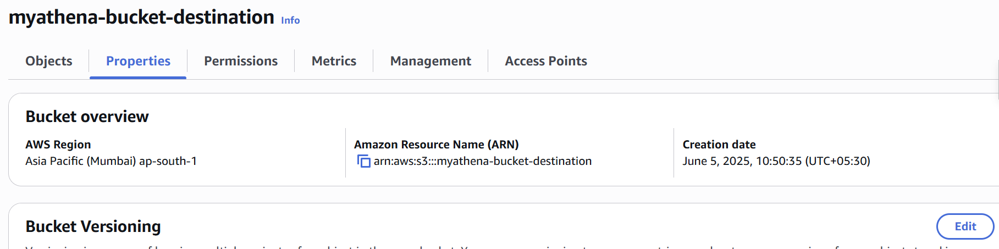 myathena-bucket-destination Info
Objects Properties Permissions Metrics Management Access Points
Bucket overview
AWS Region Amazon Resource Name (ARN) Creation date
Asia Pacific (Mumbai) ap-south-1 arn:aws:s3:::myathena-bucket-destination June 5, 2025, 10:50:35 (UTC+05:30)
Bucket Versioning Edit